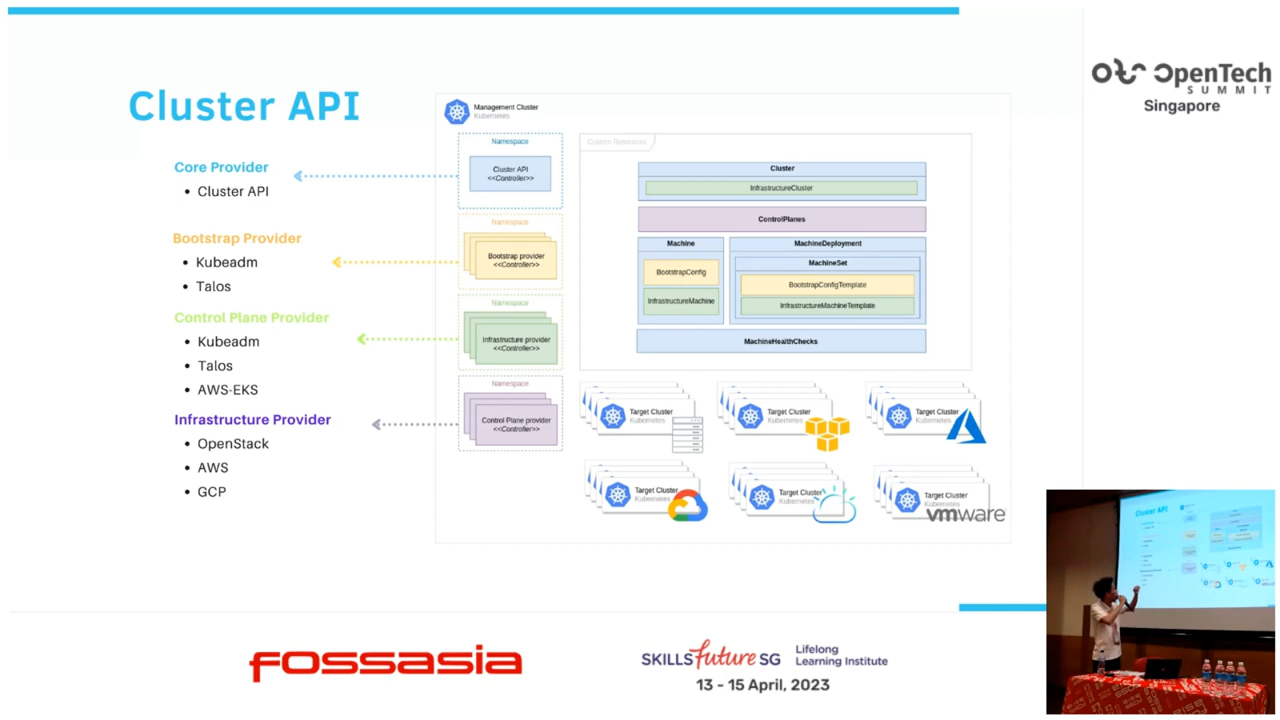 OpenTech
SUMMIT
Singapore
Cluster API
Core Provider
• Cluster API
Bootstrap Provider
• Kubeadm
• Talos
Control Plane Provider
• Kubeadm
• Talos
• AWS-EKS
Infrastructure Provider
• OpenStack
• AWS
• GCP
Management Cluster
Kubernetes
Namespace
Cluster API
<<Controller>>
Namespace
Bootstrap provider
<<Controller>>
Namespace
Infrastructure provider
<<Controller>>
Namespace
Control Plane provider
<<Controller>>
Custom Resources
Cluster
InfrastructureCluster
ControlPlanes
Machine
BootstrapConfig
InfrastructureMachine
MachineDeployment
MachineSet
BootstrapConfigTemplate
InfrastructureMachineTemplate
MachineHealthChecks
Target Cluster
Kubernetes
Target Cluster
Kubernetes
Target Cluster
Kubernetes
Target Cluster
Kubernetes
Target Cluster
Kubernetes
Target Cluster
Kubernetes
vmware
Cluster API
fossasia
SKILLS future SG
Lifelong
Learning Institute
13 - 15 April, 2023